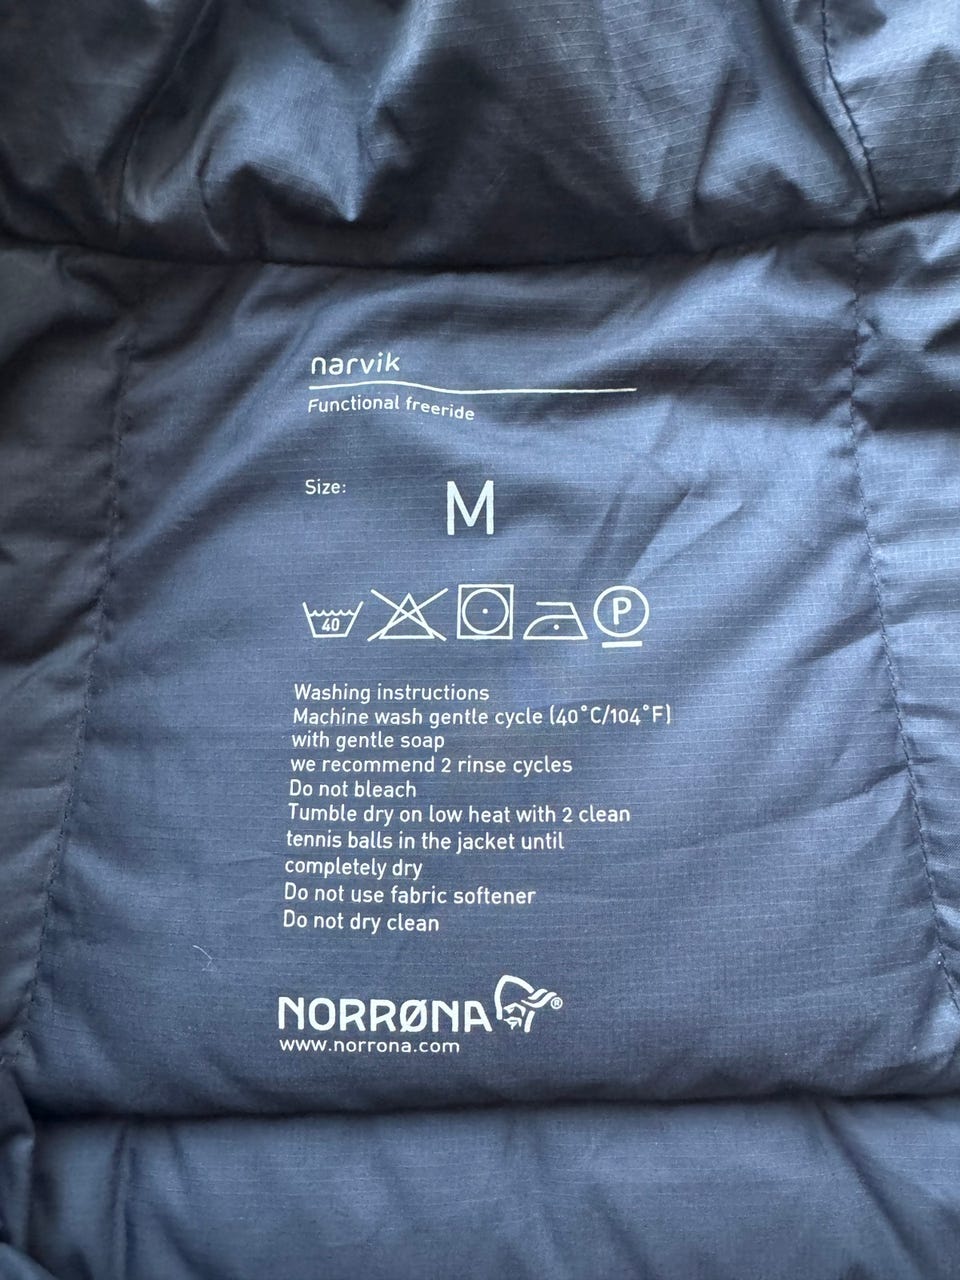 narvik
Functional freeride
Size: M
40 P
Washing instructions
Machine wash gentle cycle (40°C/104°F)
with gentle soap
we recommend 2 rinse cycles
Do not bleach
Tumble dry on low heat with 2 clean
tennis balls in the jacket until
completely dry
Do not use fabric softener
Do not dry clean
NORRØNA®
www.norrona.com